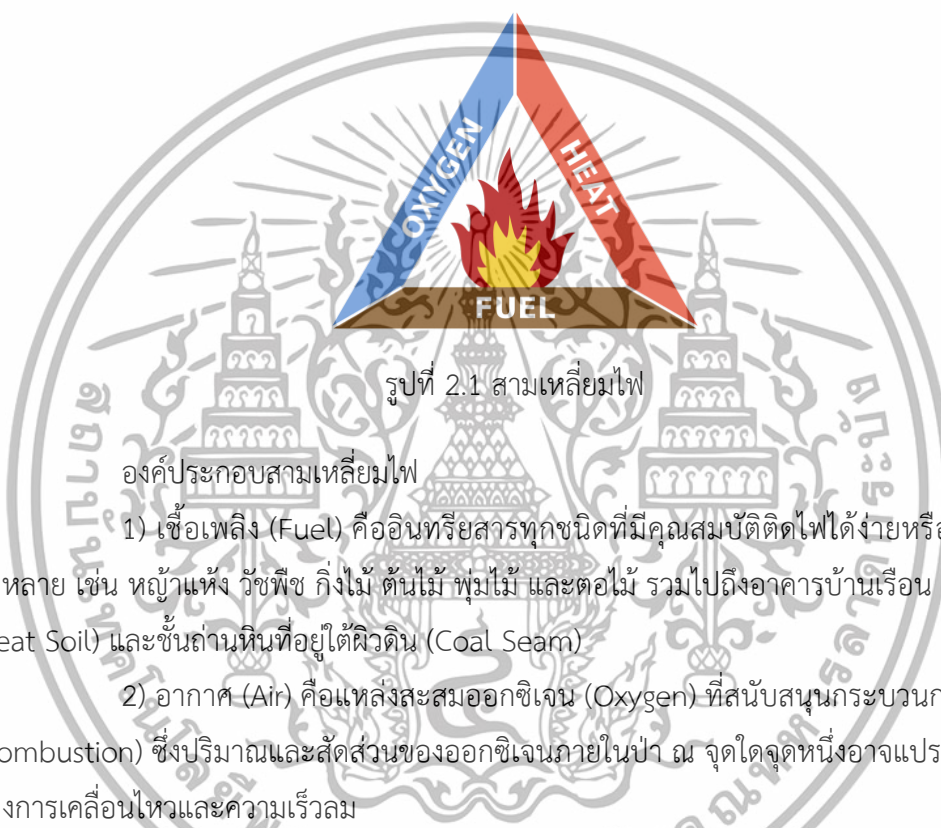 OXYGEN
HEAT
FUEL
รูปที่ 2.1 สามเหลี่ยมไฟ
องค์ประกอบสามเหลี่ยมไฟ
1) เชื้อเพลิง (Fuel) คืออินทรียสารทุกชนิดที่มีคุณสมบัติติดไฟได้ง่ายหรือ
หลาย เช่น หญ้าแห้ง วัชพืช กิ่งไม้ ต้นไม้ พุ่มไม้ และตอไม้ รวมไปถึงอาคารบ้านเรือน
eat Soil) และชั้นถ่านหินที่อยู่ใต้ผิวดิน (Coal Seam)
2) อากาศ (Air) คือแหล่งสะสมออกซิเจน (Oxygen) ที่สนับสนุนกระบวนก
ombustion) ซึ่งปริมาณและสัดส่วนของออกซิเจนภายในป่า ณ จุดใดจุดหนึ่งอาจแปร
งการเคลื่อนไหวและความเร็วลม